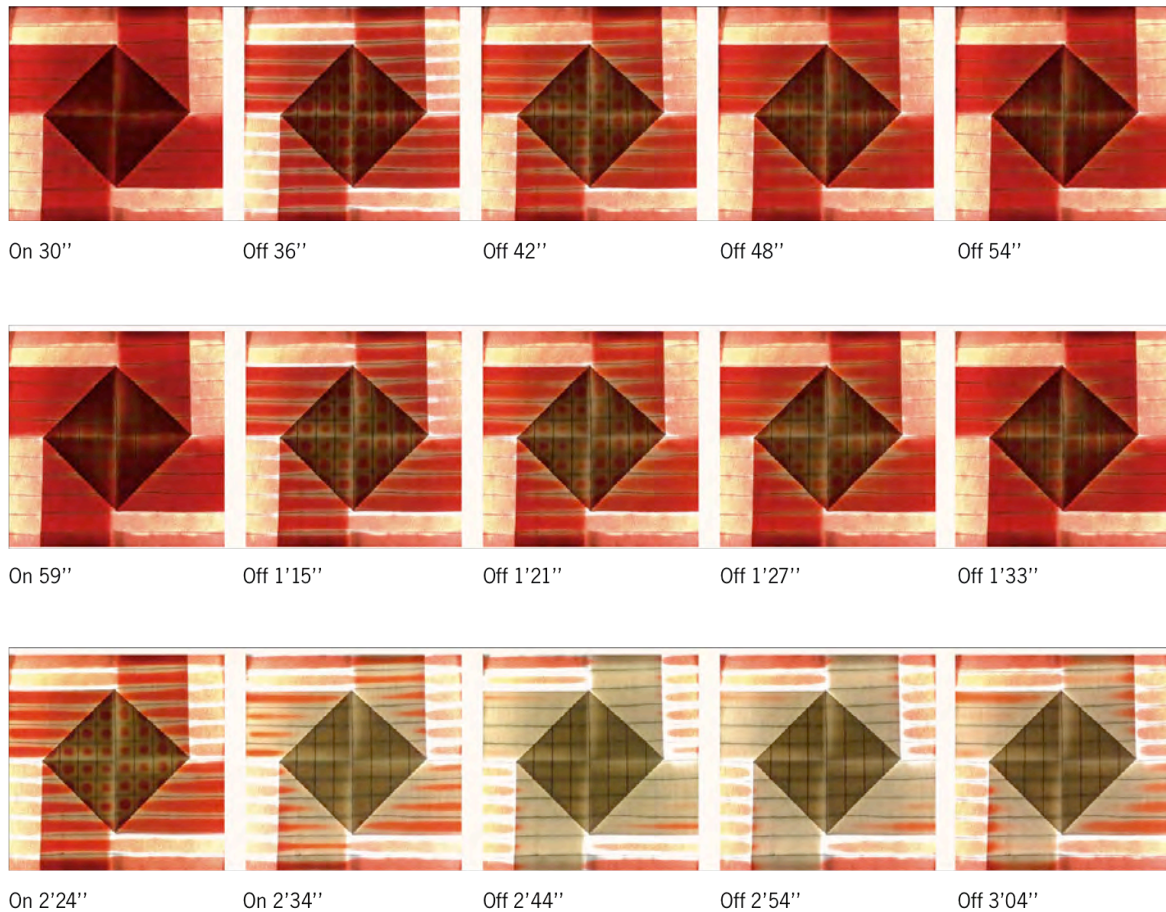 On 30’’ Off 36’’ Off 42’’ Off 48’’ Off 54’’
On 59’’ Off 1’15’’ Off 1’21’’ Off 1’27’’ Off 1’33’’
On 2’24’’ On 2’34’’ Off 2’44’’ Off 2’54’’ Off 3’04’’